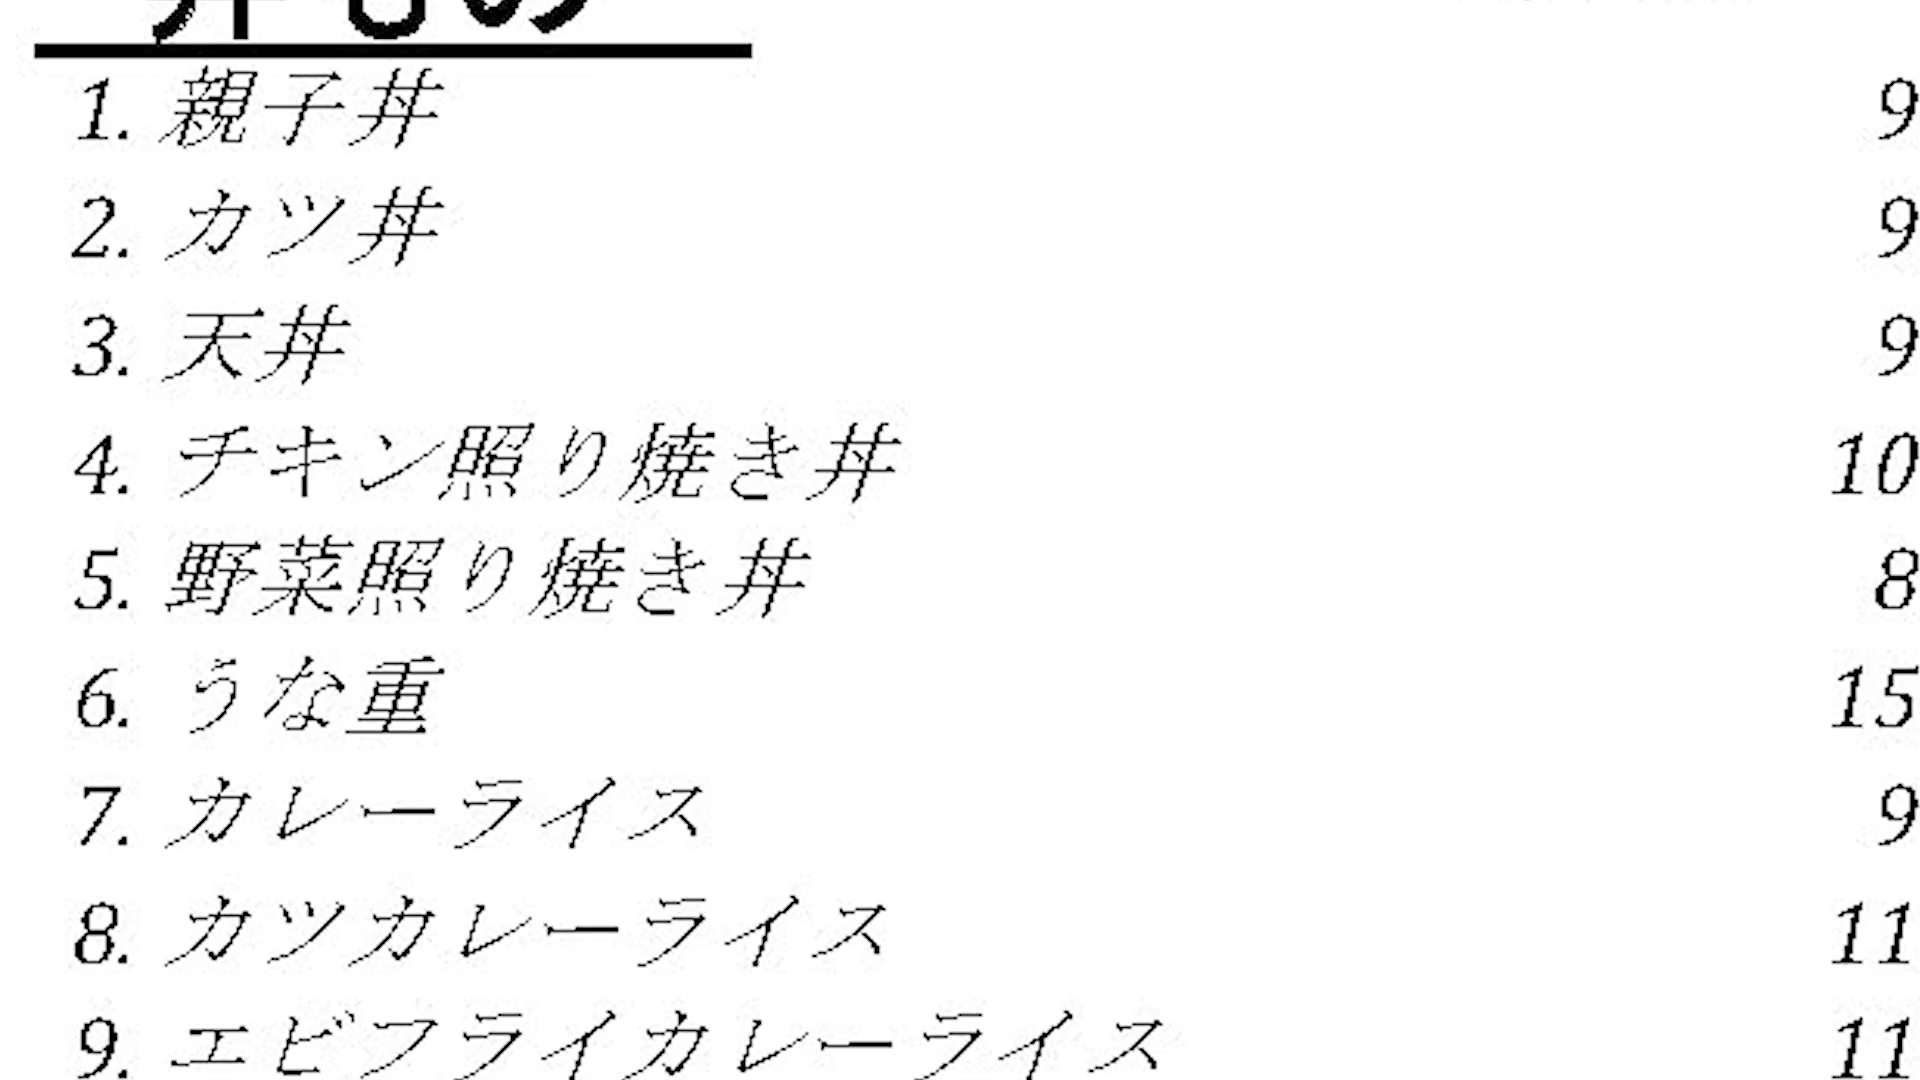 丼もの
1. 親子丼 9
2. カツ丼 9
3. 天丼 9
4. チキン照り焼き丼 10
5. 野菜照り焼き丼 8
6. うな重 15
7. カレーライス 9
8. カツカレーライス 11
9. エビフライカレーライス 11